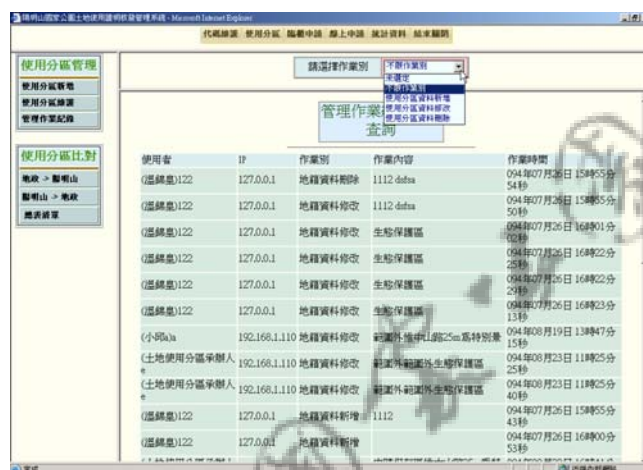 陽明山國家公園土地使用證明核發管理系統 - Microsoft Internet Explorer
代碼維護 使用分區 臨櫃申請 線上申請 統計資料 結束關閉
使用分區管理
使用分區新增
使用分區維護
管理作業紀錄
使用分區比對
地政 -> 陽明山
陽明山 -> 地政
總表清單
請選擇作業別 不限作業別
未選定
不限作業別
使用分區資料新增
使用分區資料修改
使用分區資料刪除
管理作業
查詢
使用者 IP 作業別 作業內容 作業時間
(溫錦皇)122 127.0.0.1 地籍資料刪除 1112 dsfsa 094年07月26日 15時55分54秒
(溫錦皇)122 127.0.0.1 地籍資料修改 1112 dsfsa 094年07月26日 15時55分50秒
(溫錦皇)122 127.0.0.1 地籍資料修改 生態保護區 094年07月26日 16時01分02秒
(溫錦皇)122 127.0.0.1 地籍資料修改 生態保護區 094年07月26日 16時22分25秒
(溫錦皇)122 127.0.0.1 地籍資料修改 生態保護區 094年07月26日 16時22分29秒
(溫錦皇)122 127.0.0.1 地籍資料修改 生態保護區 094年07月26日 16時23分13秒
192.168.1.110 地籍資料修改 094年08月19日 13時47分15秒
(土地使用分區承辦人e 192.168.1.110 地籍資料修改 範圍外範圍外生態保護區 094年08月23日 11時25分25秒
(土地使用分區承辦人e 192.168.1.110 地籍資料修改 範圍外範圍外生態保護區 094年08月23日 11時25分40秒
(溫錦皇)122 127.0.0.1 地籍資料新增 1112 094年07月26日 15時55分43秒
(溫錦皇)122 127.0.0.1 地籍資料新增 094年07月26日 16時00分53秒
完成